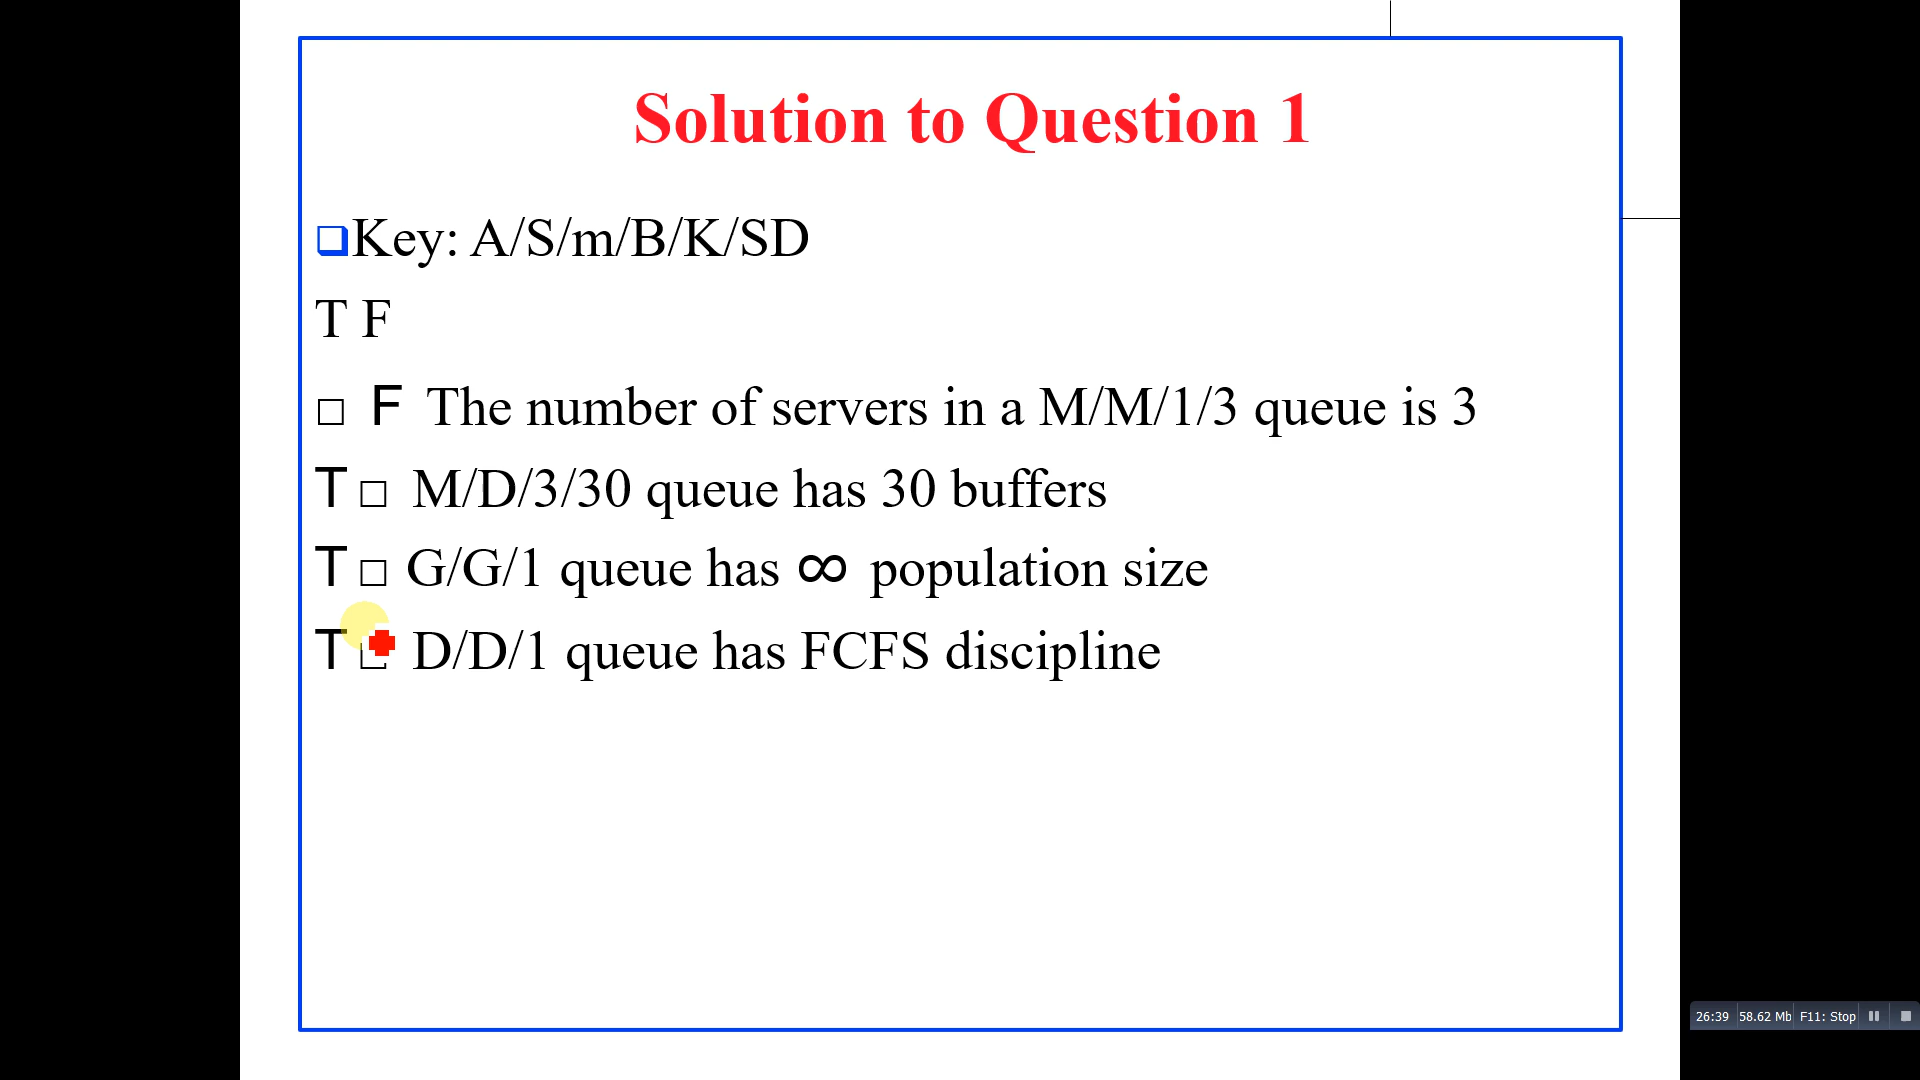 Solution to Question 1
❑Key: A/S/m/B/K/SD
T F
□ F The number of servers in a M/M/1/3 queue is 3
T □ M/D/3/30 queue has 30 buffers
T □ G/G/1 queue has ∞ population size
T □ D/D/1 queue has FCFS discipline
26:39 58.62 Mb F11: Stop